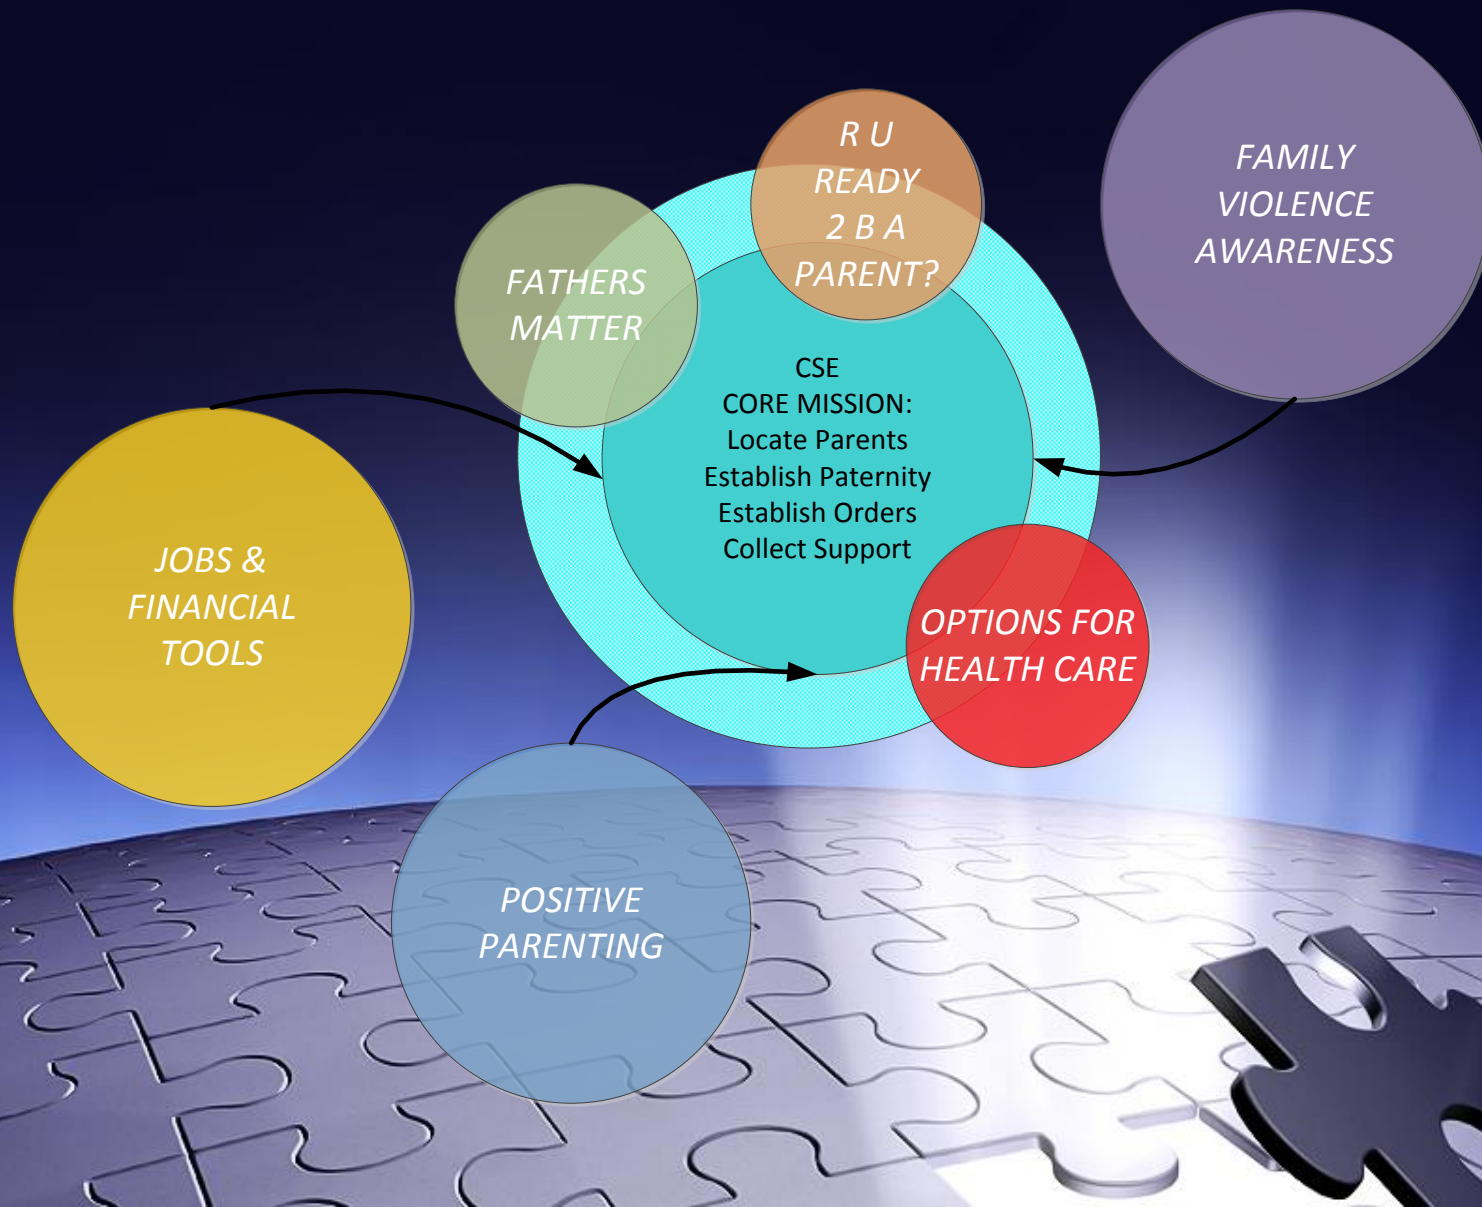 R U
READY
2 B A
PARENT?
FAMILY
VIOLENCE
AWARENESS
FATHERS
MATTER
CSE
CORE MISSION:
Locate Parents
Establish Paternity
Establish Orders
Collect Support
JOBS &
FINANCIAL
TOOLS
OPTIONS FOR
HEALTH CARE
POSITIVE
PARENTING